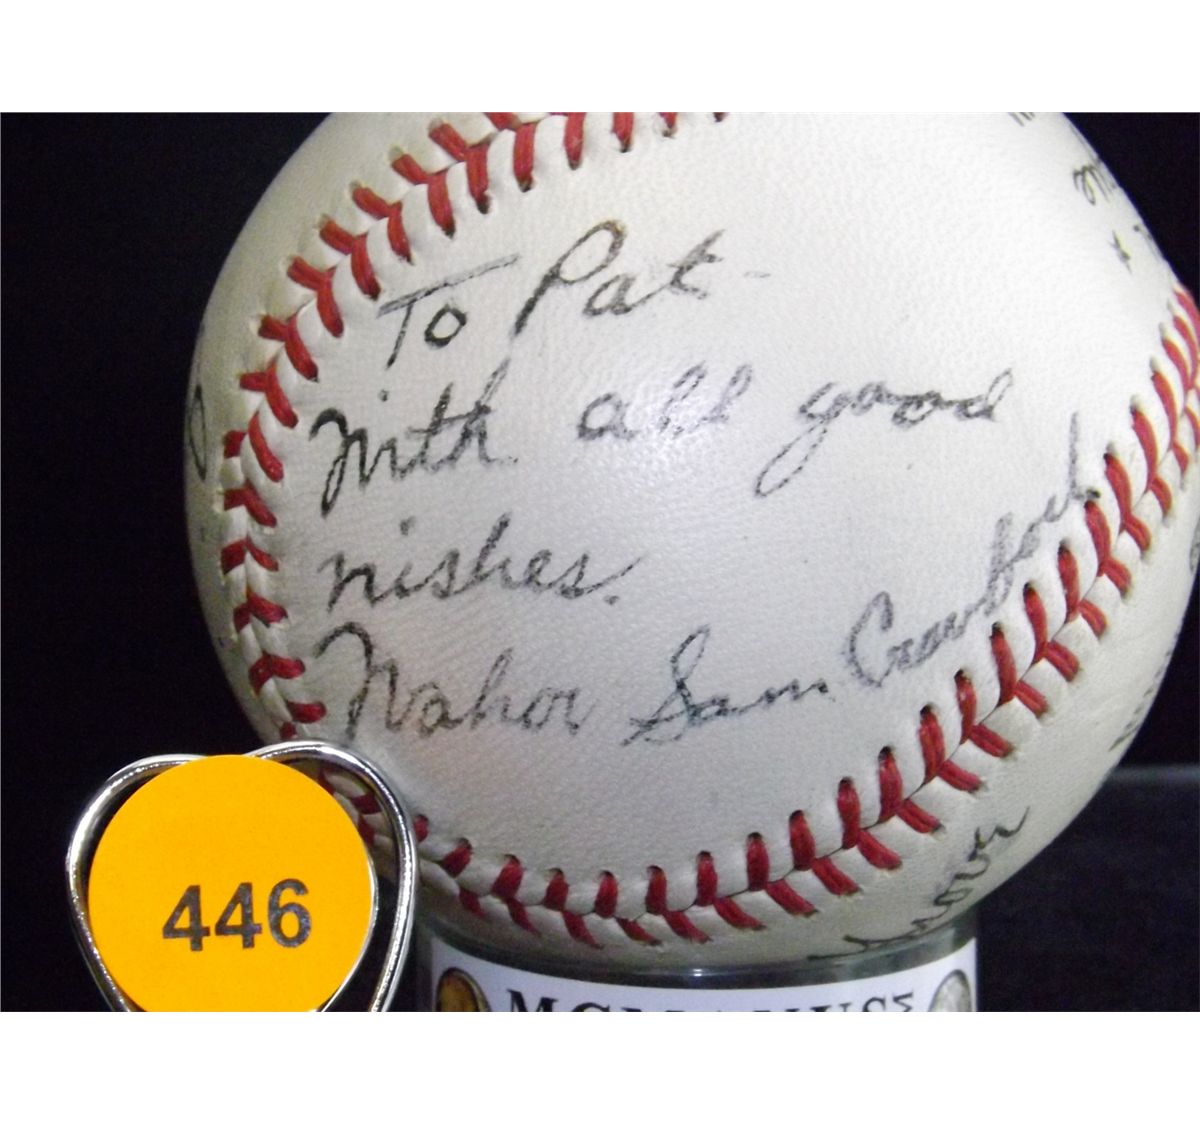 To Pat-
With all good
wishes.
Wahoo Sam Crawford
446